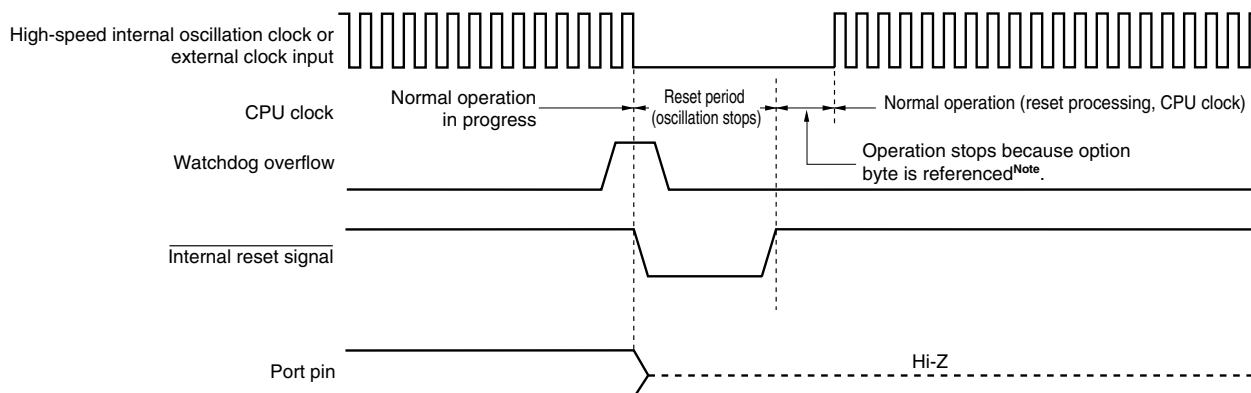 High-speed internal oscillation clock or
external clock input
CPU clock
Normal operation
in progress
Reset period
(oscillation stops)
Normal operation (reset processing, CPU clock)
Operation stops because option
byte is referencedNote.
Watchdog overflow
Internal reset signal
Port pin
Hi-Z